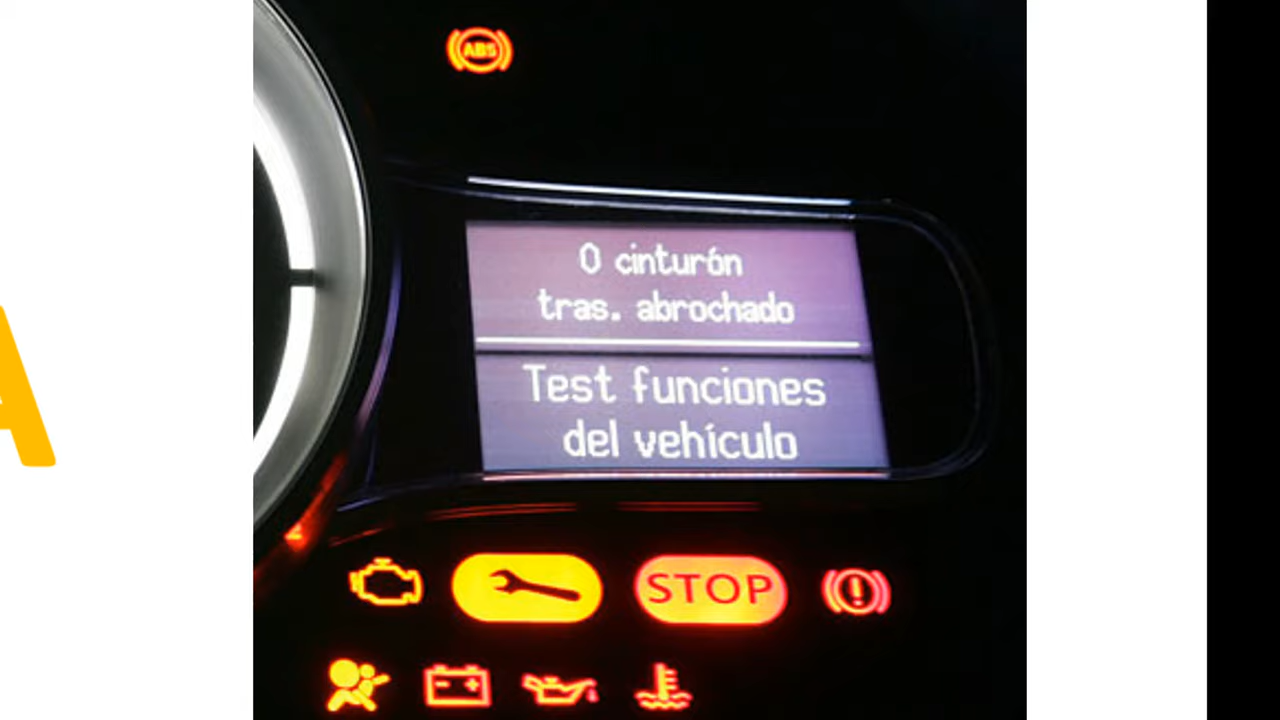 ABS
0 cinturón
tras. abrochado
Test funciones
del vehículo
STOP
A